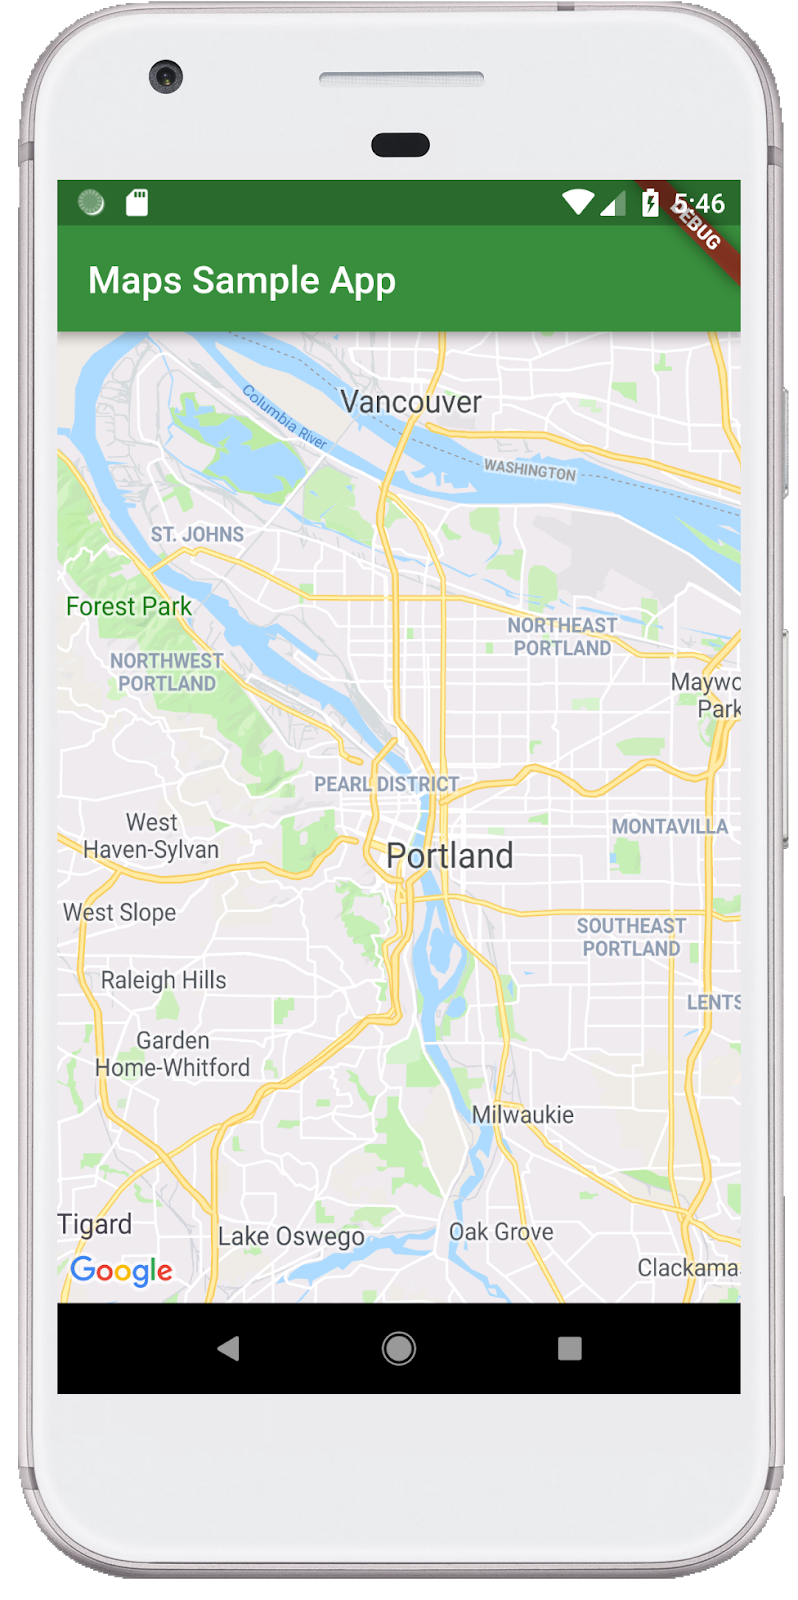 5:46
DEBUG
Maps Sample App
Vancouver
Columbia River
WASHINGTON
ST. JOHNS
Forest Park
NORTHEAST
PORTLAND
NORTHWEST
PORTLAND
Maywo
Park
PEARL DISTRICT
West
Haven-Sylvan
MONTAVILLA
Portland
West Slope
SOUTHEAST
PORTLAND
Raleigh Hills
LENTS
Garden
Home-Whitford
Milwaukie
Tigard
Lake Oswego
Oak Grove
Google
Clackama